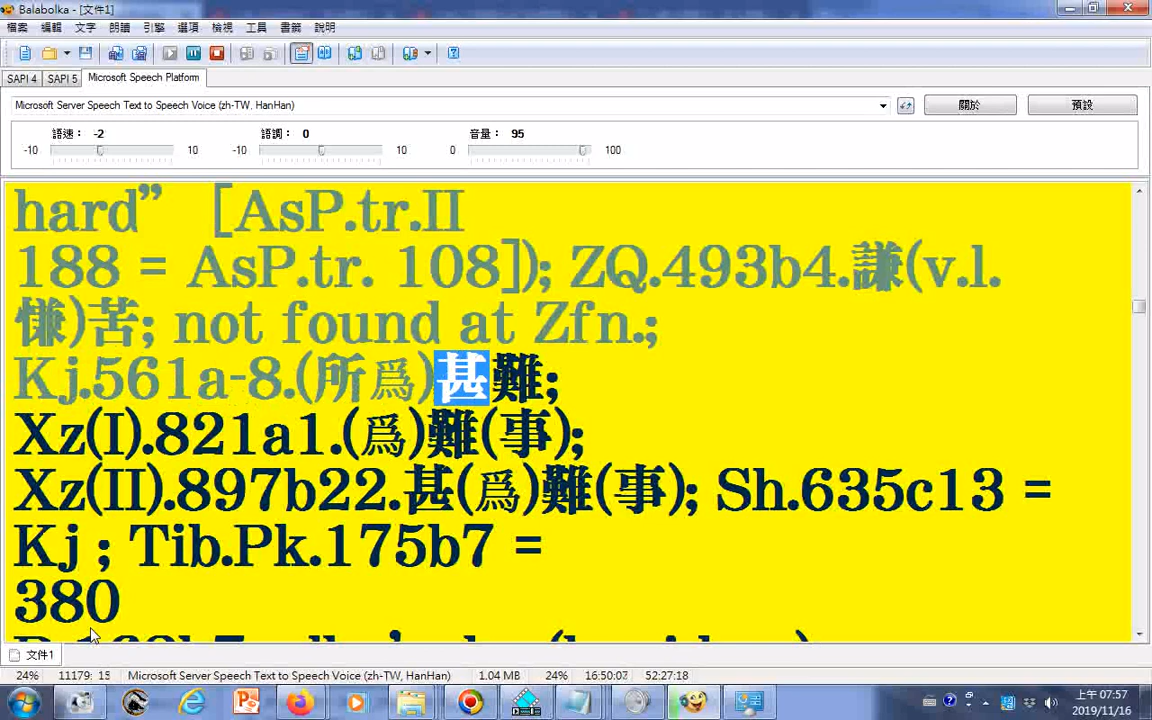 Balabolka - [文件1]
檔案 編輯 文字 朗讀 引擎 選項 檢視 工具 書籤 說明
SAPI 4 SAPI 5 Microsoft Speech Platform
Microsoft Server Speech Text to Speech Voice (zh-TW, HanHan) 關於 預設
語速： -2 語調： 0 音量： 95
-10 10 -10 10 0 100
hard” [AsP.tr.II
188 = AsP.tr. 108]); ZQ.493b4.謙(v.l.
慊)苦; not found at Zfn.;
Kj.561a-8.(所爲)甚難;
Xz(I).821a1.(爲)難(事);
Xz(II).897b22.甚(爲)難(事); Sh.635c13 =
Kj ; Tib.Pk.175b7 =
380
文件1
24% 11179: 15 Microsoft Server Speech Text to Speech Voice (zh-TW, HanHan) 1.04 MB 24% 16:50:07 52:27:18
上午 07:57
2019/11/16